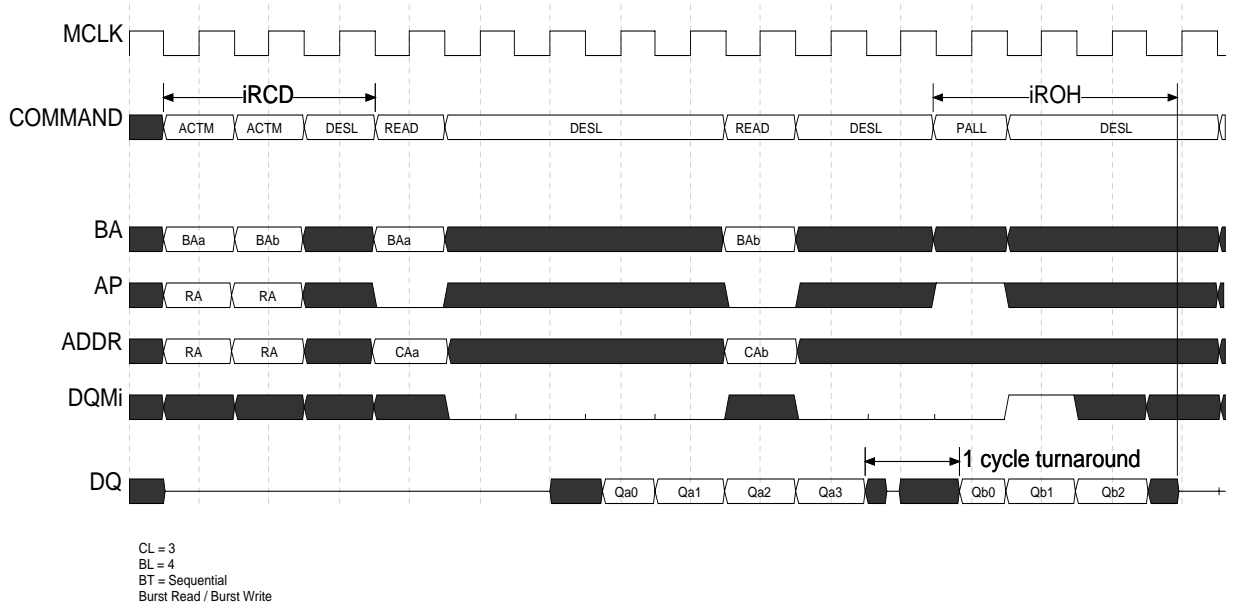 MCLK
iRCD iROH
COMMAND ACTM ACTM DESL READ DESL READ DESL PALL DESL
BA BAa BAb BAa BAb
AP RA RA
ADDR RA RA CAa CAb
DQMi
1 cycle turnaround
DQ Qa0 Qa1 Qa2 Qa3 Qb0 Qb1 Qb2
CL = 3
BL = 4
BT = Sequential
Burst Read / Burst Write